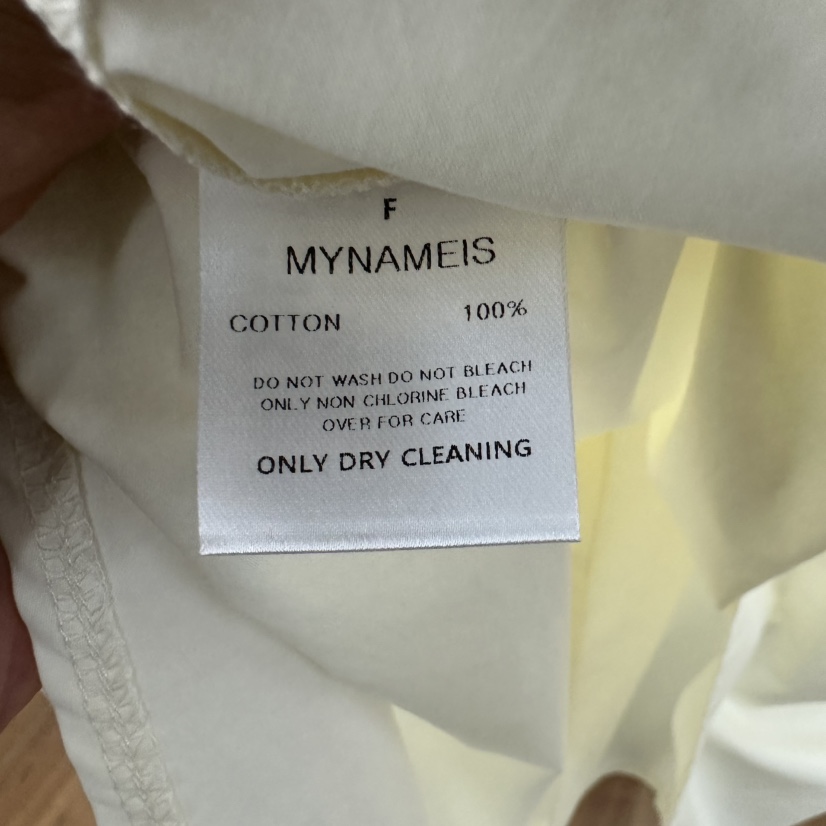 F
MYNAMEIS
COTTON 100%
DO NOT WASH DO NOT BLEACH
ONLY NON CHLORINE BLEACH
OVER FOR CARE
ONLY DRY CLEANING